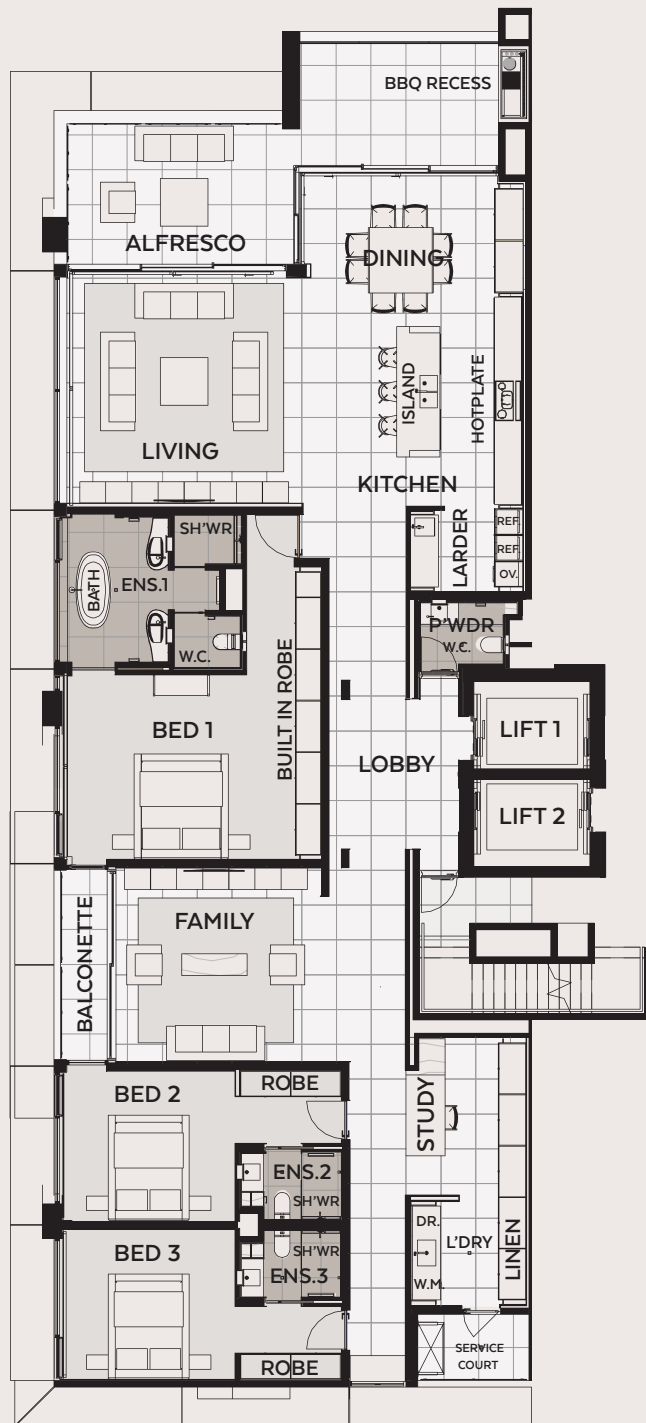 BBQ RECESS
ALFRESCO
DINING
ISLAND
HOTPLATE
LIVING
KITCHEN
SH'WR
LARDER
REF.
REF.
OV.
BATH
ENS.1
W.C.
P'WDR
W.C.
BUILT IN ROBE
BED 1
LIFT 1
LOBBY
LIFT 2
FAMILY
BALCONETTE
BED 2
ROBE
STUDY
ENS.2
SH'WR
DR.
L'DRY
LINEN
BED 3
SH'WR
ENS.3
W.M.
SERVICE
COURT
ROBE